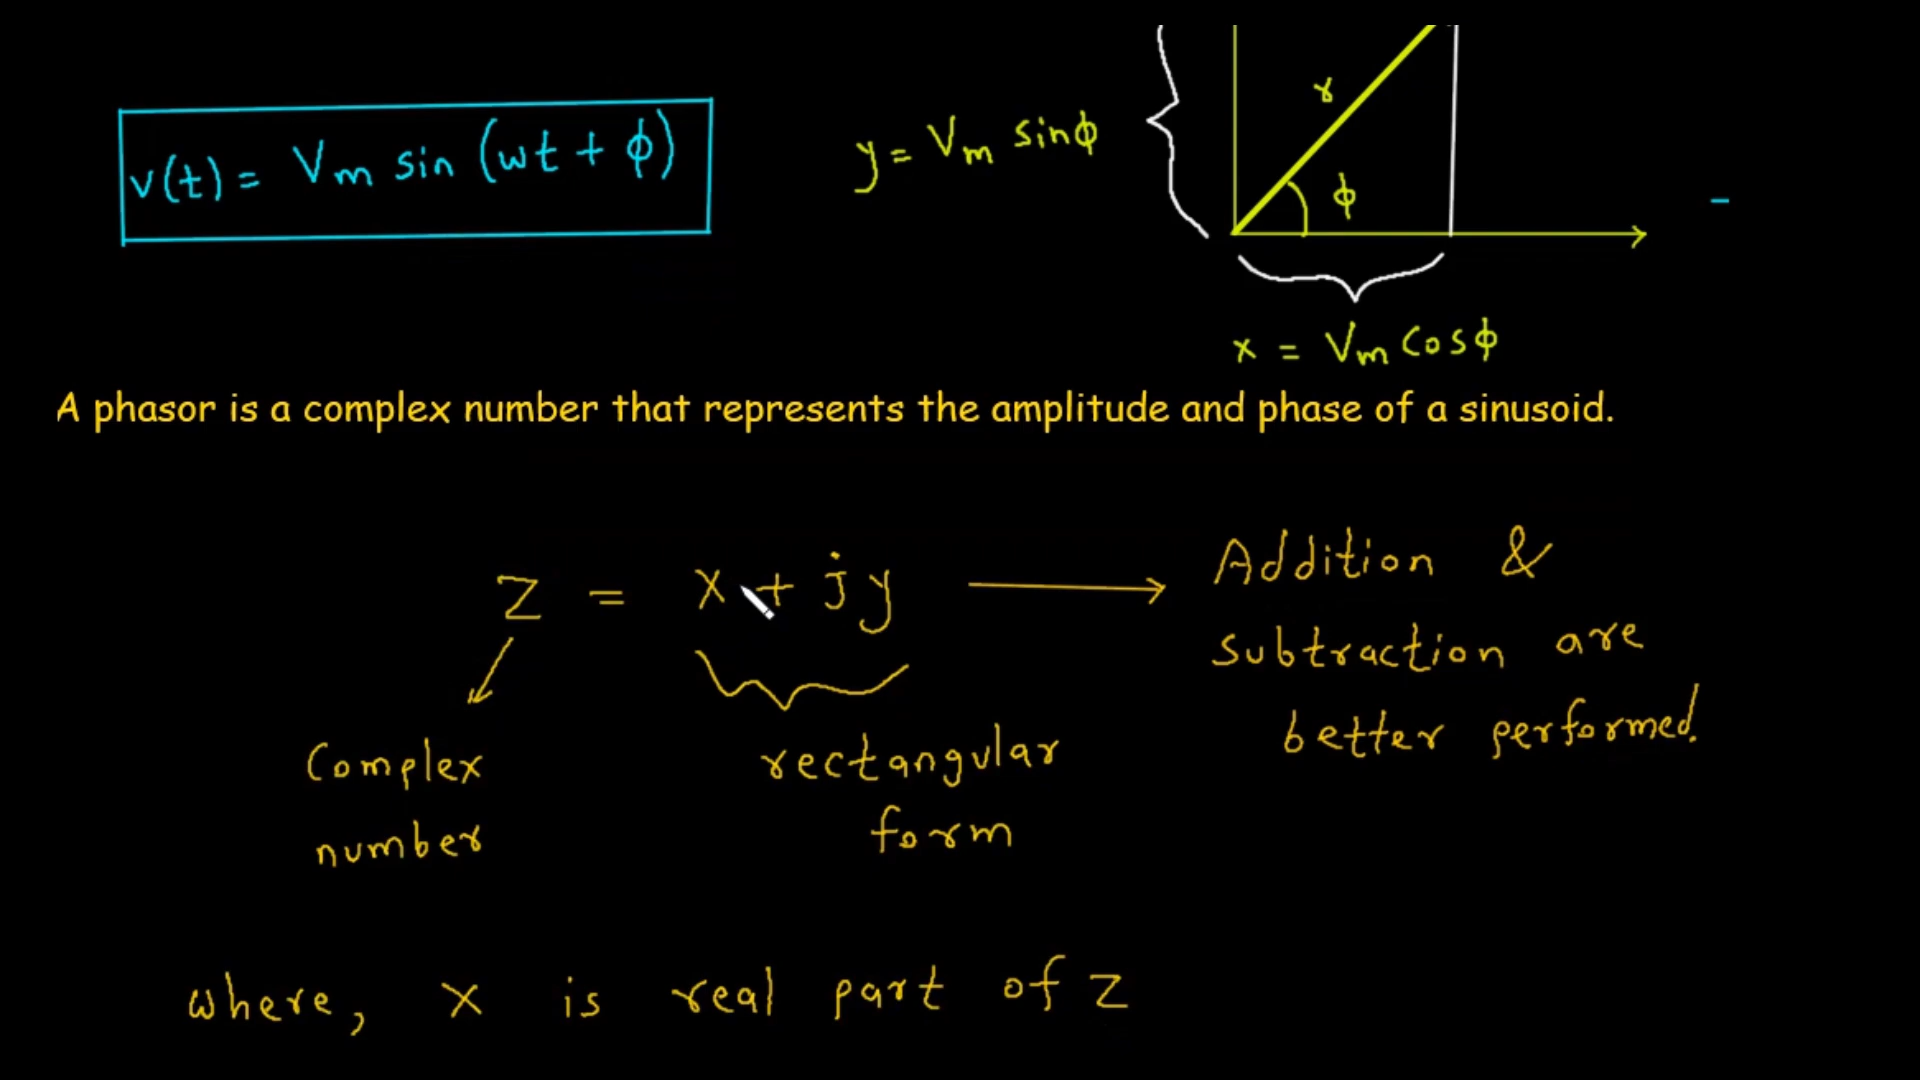 v(t) = Vm sin (wt + ϕ)
y = Vm sinϕ
r
ϕ
x = Vm Cosϕ
A phasor is a complex number that represents the amplitude and phase of a sinusoid.
z = x + jy
Addition &
subtraction are
better performed.
Complex
number
rectangular
form
where, x is real part of z